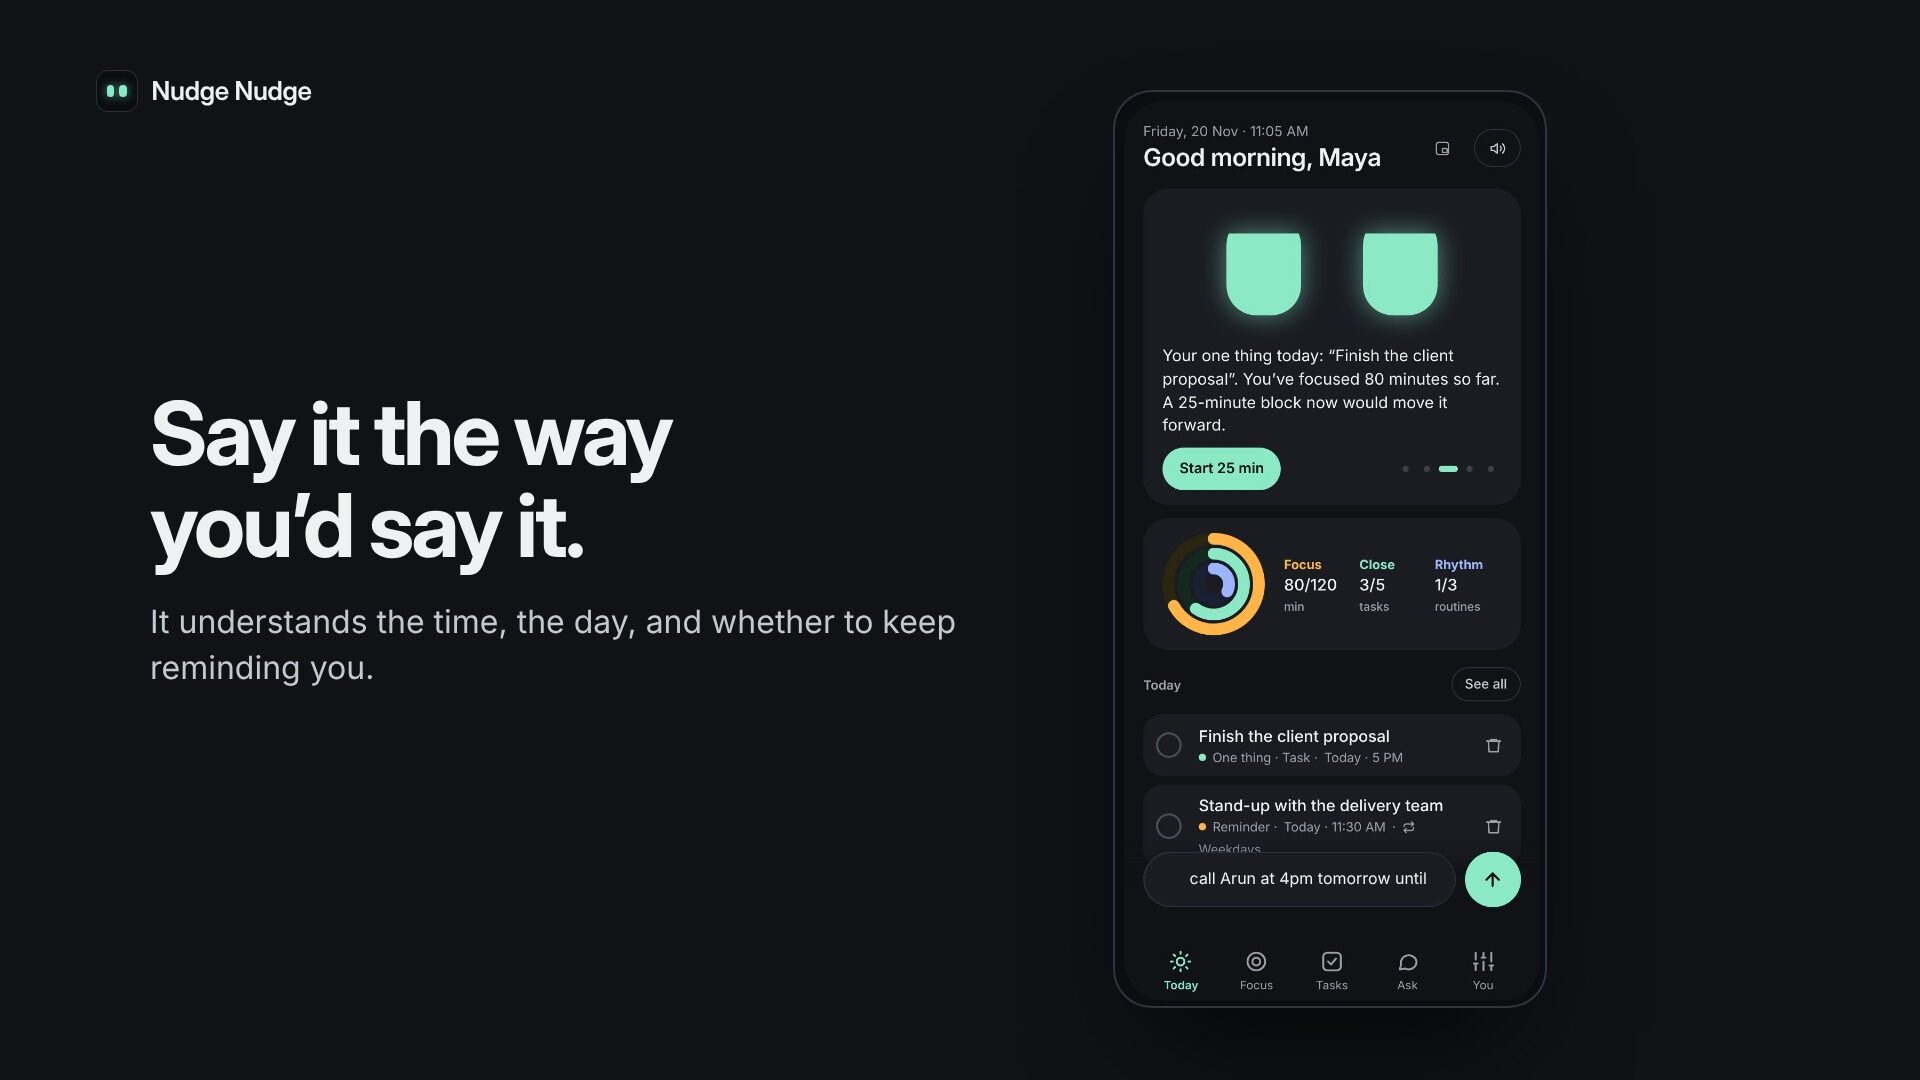 Nudge Nudge
Say it the way
you’d say it.
It understands the time, the day, and whether to keep
reminding you.
Friday, 20 Nov · 11:05 AM
Good morning, Maya
Your one thing today: “Finish the client
proposal”. You’ve focused 80 minutes so far.
A 25-minute block now would move it
forward.
Start 25 min
Focus Close Rhythm
80/120 3/5 1/3
min tasks routines
Today See all
Finish the client proposal
One thing · Task · Today · 5 PM
Stand-up with the delivery team
Reminder · Today · 11:30 AM ·
Weekdays
call Arun at 4pm tomorrow until
Today Focus Tasks Ask You